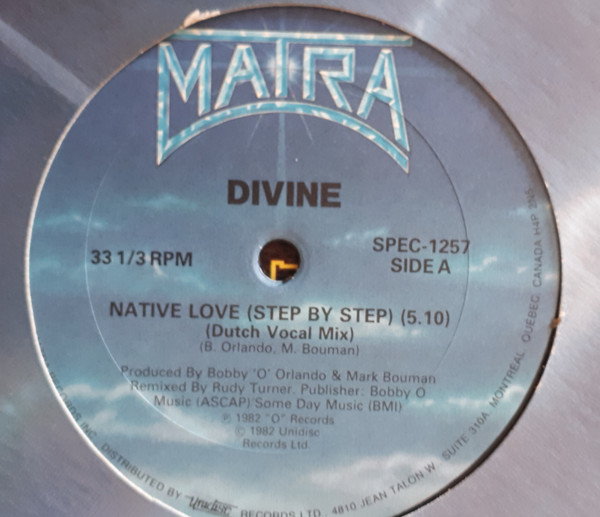 MATRA
DIVINE
33 1/3 RPM
SPEC-1257
SIDE A
NATIVE LOVE (STEP BY STEP) (5.10)
(Dutch Vocal Mix)
(B. Orlando, M. Bouman)
Produced By Bobby 'O' Orlando & Mark Bouman
Remixed By Rudy Turner. Publisher: Bobby O
Music (ASCAP) Some Day Music (BMI)
℗ 1982 "O" Records
© 1982 Unidisc
Records Ltd.
INC. DISTRIBUTED BY Unidisc RECORDS LTD., 4810 JEAN TALON W. SUITE 310A MONTREAL QUEBEC, CANADA H4P 2N5